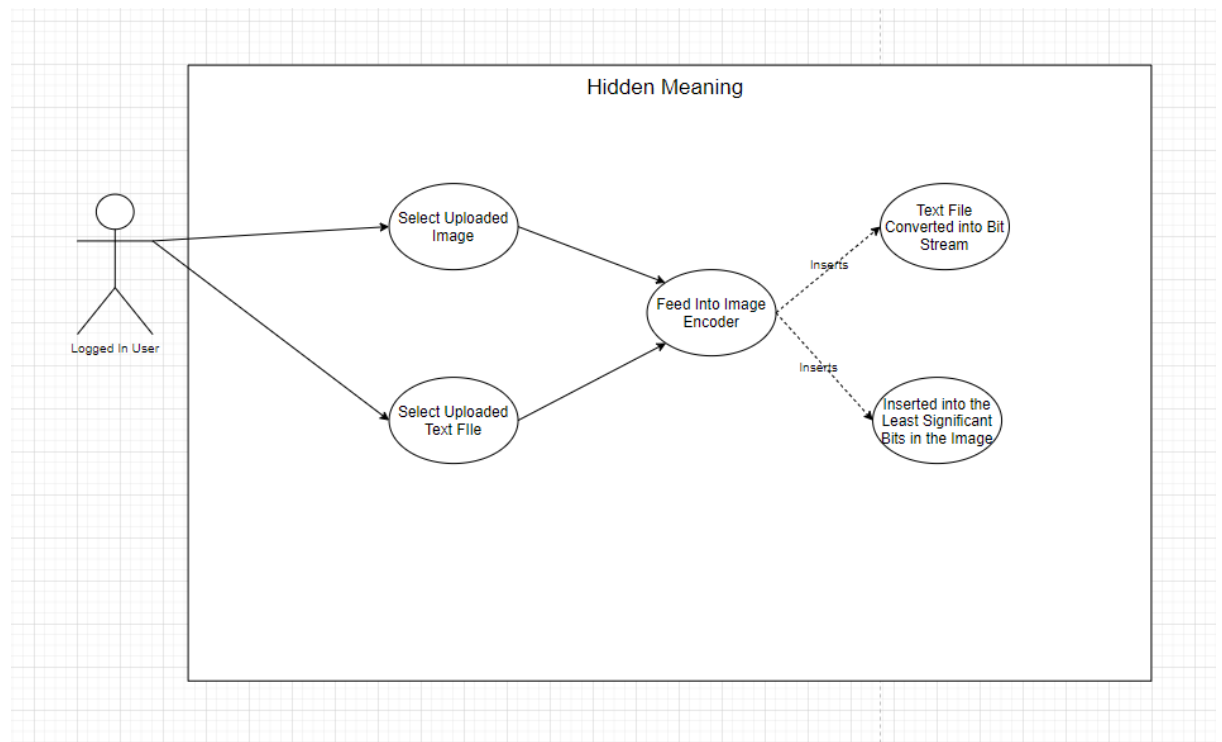 Hidden Meaning
Select Uploaded
Image
Text File
Converted into Bit
Stream
Inserts
Feed Into Image
Encoder
Logged In User
Inserts
Select Uploaded
Text FIle
Inserted into the
Least Significant
Bits in the Image